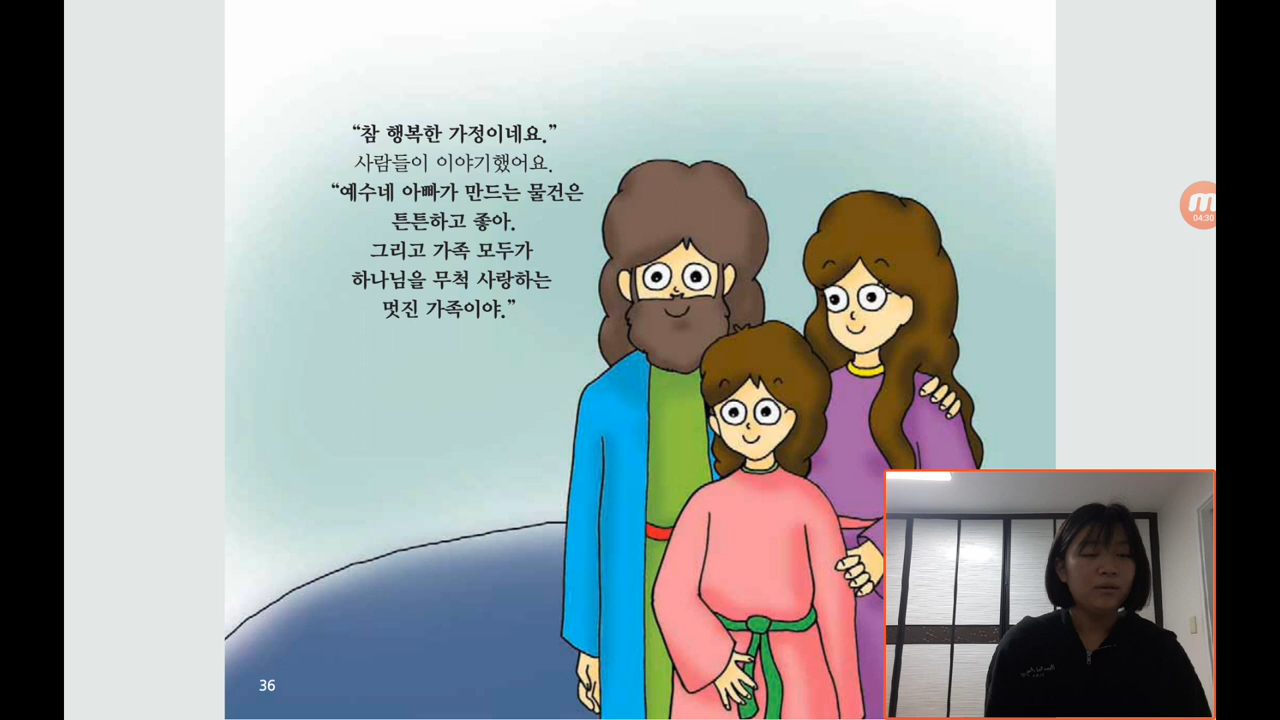 “참 행복한 가정이네요.”
사람들이 이야기했어요.
“예수네 아빠가 만드는 물건은
튼튼하고 좋아.
그리고 가족 모두가
하나님을 무척 사랑하는
멋진 가족이야.”
m
04:30
36